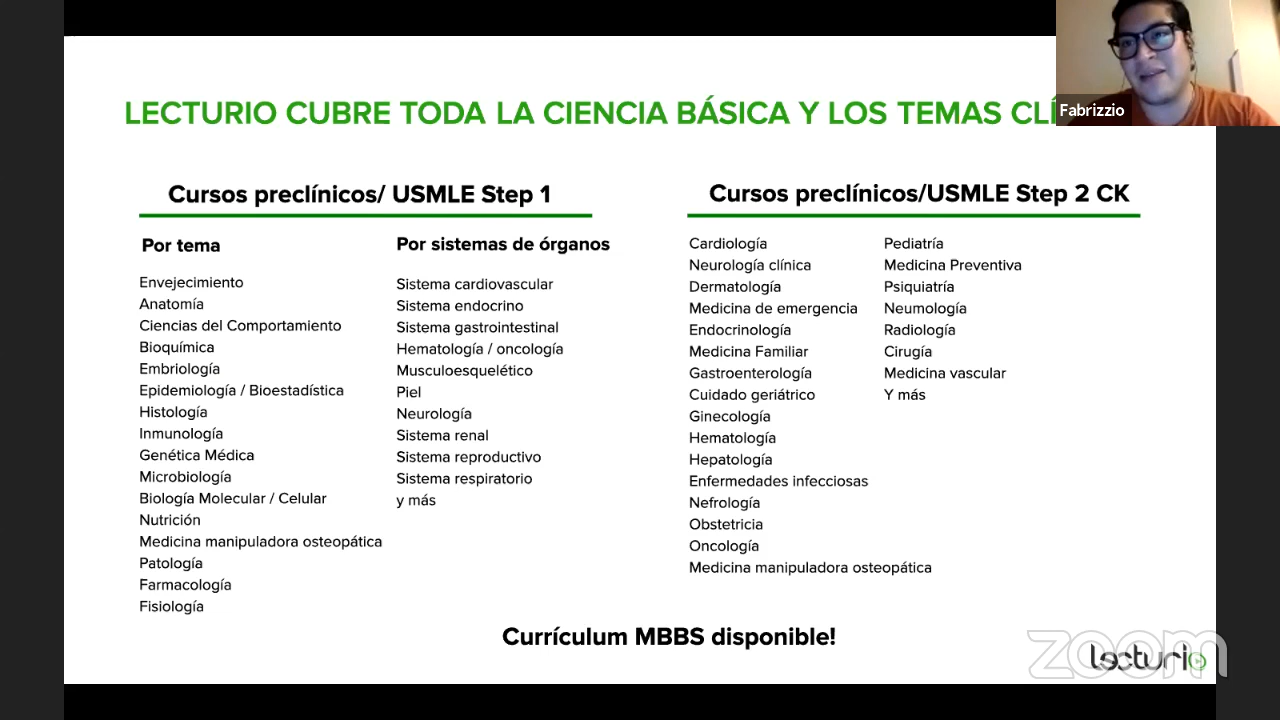 Fabrizzio
LECTURIO CUBRE TODA LA CIENCIA BÁSICA Y LOS TEMAS
Cursos preclínicos/ USMLE Step 1
Por tema
Envejecimiento
Anatomía
Ciencias del Comportamiento
Bioquímica
Embriología
Epidemiología / Bioestadística
Histología
Inmunología
Genética Médica
Microbiología
Biología Molecular / Celular
Nutrición
Medicina manipuladora osteopática
Patología
Farmacología
Fisiología
Por sistemas de órganos
Sistema cardiovascular
Sistema endocrino
Sistema gastrointestinal
Hematología / oncología
Musculoesquelético
Piel
Neurología
Sistema renal
Sistema reproductivo
Sistema respiratorio
y más
Cursos preclínicos/USMLE Step 2 CK
Cardiología
Neurología clínica
Dermatología
Medicina de emergencia
Endocrinología
Medicina Familiar
Gastroenterología
Cuidado geriátrico
Ginecología
Hematología
Hepatología
Enfermedades infecciosas
Nefrología
Obstetricia
Oncología
Medicina manipuladora osteopática
Pediatría
Medicina Preventiva
Psiquiatría
Neumología
Radiología
Cirugía
Medicina vascular
Y más
Currículum MBBS disponible!
zoom
lecturio